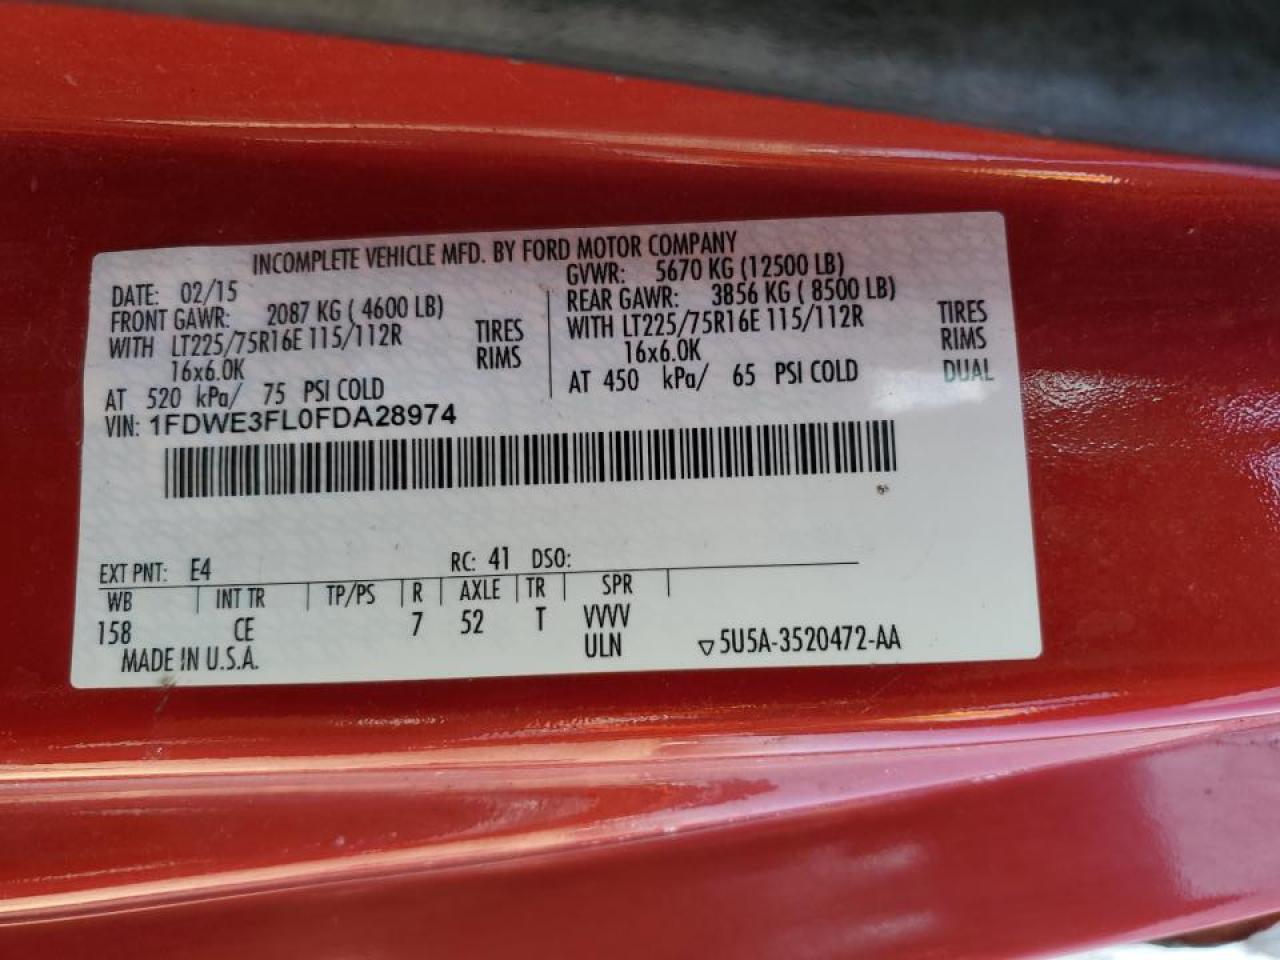 INCOMPLETE VEHICLE MFD. BY FORD MOTOR COMPANY
DATE: 02/15
FRONT GAWR: 2087 KG ( 4600 LB)
WITH LT225/75R16E 115/112R TIRES
16x6.0K RIMS
AT 520 kPa/ 75 PSI COLD
GVWR: 5670 KG (12500 LB)
REAR GAWR: 3856 KG ( 8500 LB)
WITH LT225/75R16E 115/112R TIRES
16x6.0K RIMS
AT 450 kPa/ 65 PSI COLD DUAL
VIN: 1FDWE3FL0FDA28974
EXT PNT: E4 RC: 41 DSO:
WB INT TR TP/PS R AXLE TR SPR
158 CE 7 52 T VVVV
ULN
MADE IN U.S.A.
▽5U5A-3520472-AA